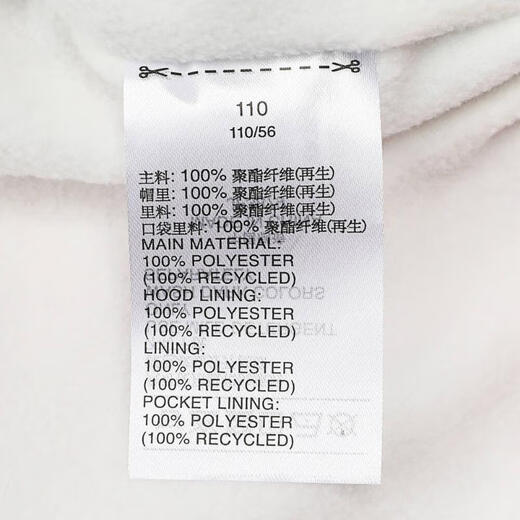 110
110/56
主料: 100% 聚酯纤维(再生)
帽里: 100% 聚酯纤维(再生)
里料: 100% 聚酯纤维(再生)
口袋里料: 100% 聚酯纤维(再生)
MAIN MATERIAL:
100% POLYESTER
(100% RECYCLED)
HOOD LINING:
100% POLYESTER
(100% RECYCLED)
LINING:
100% POLYESTER
(100% RECYCLED)
POCKET LINING:
100% POLYESTER
(100% RECYCLED)